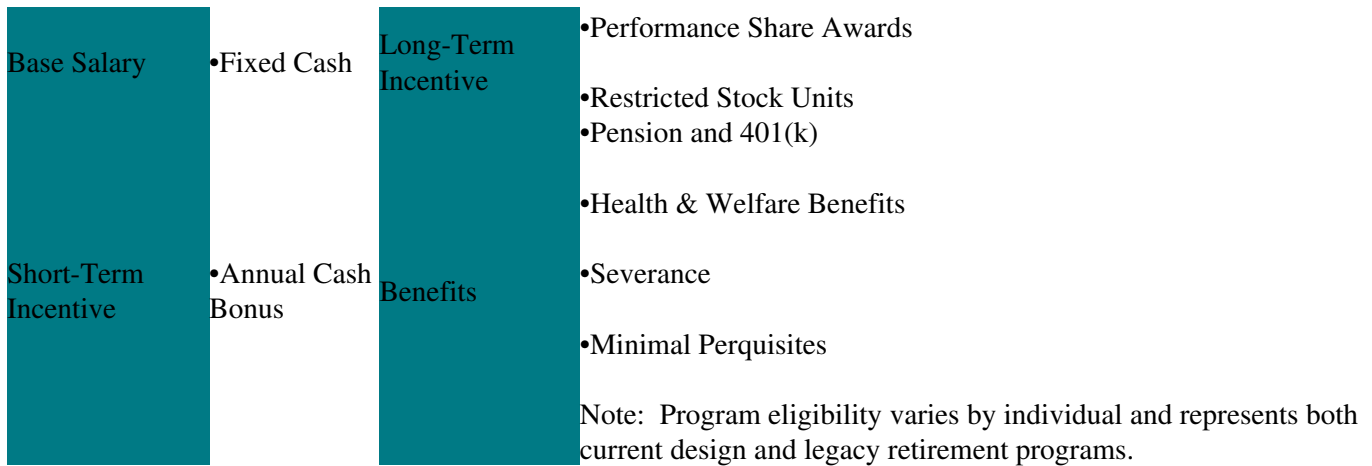 Base Salary
•Fixed Cash
Long-Term
Incentive
•Performance Share Awards
•Restricted Stock Units
Short-Term
Incentive
•Annual Cash
Bonus
Benefits
•Pension and 401(k)
•Health & Welfare Benefits
•Severance
•Minimal Perquisites
Note:  Program eligibility varies by individual and represents both
current design and legacy retirement programs.